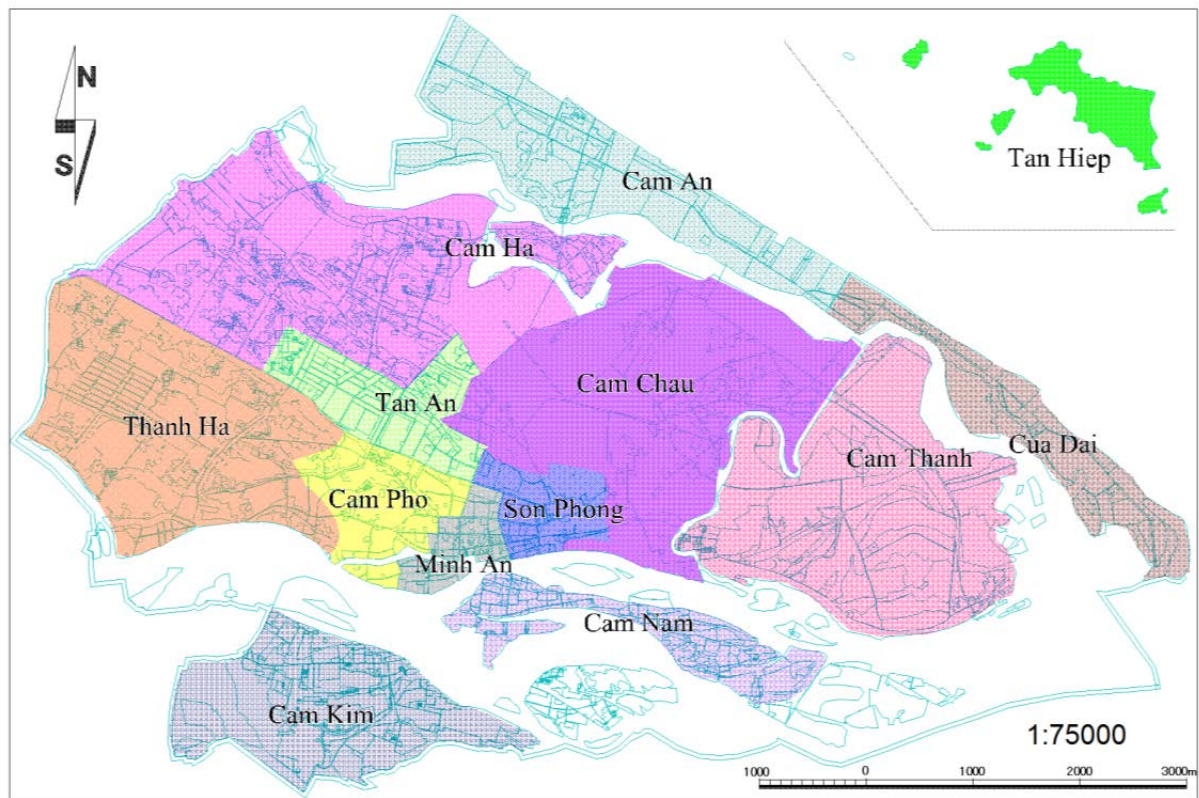 N
S
Cam An
Tan Hiep
Cam Ha
Cam Chau
Tan An
Thanh Ha
Cua Dai
Cam Thanh
Cam Pho
Son Phong
Minh An
Cam Nam
Cam Kim
1:75000
1000 0 1000 2000 3000m